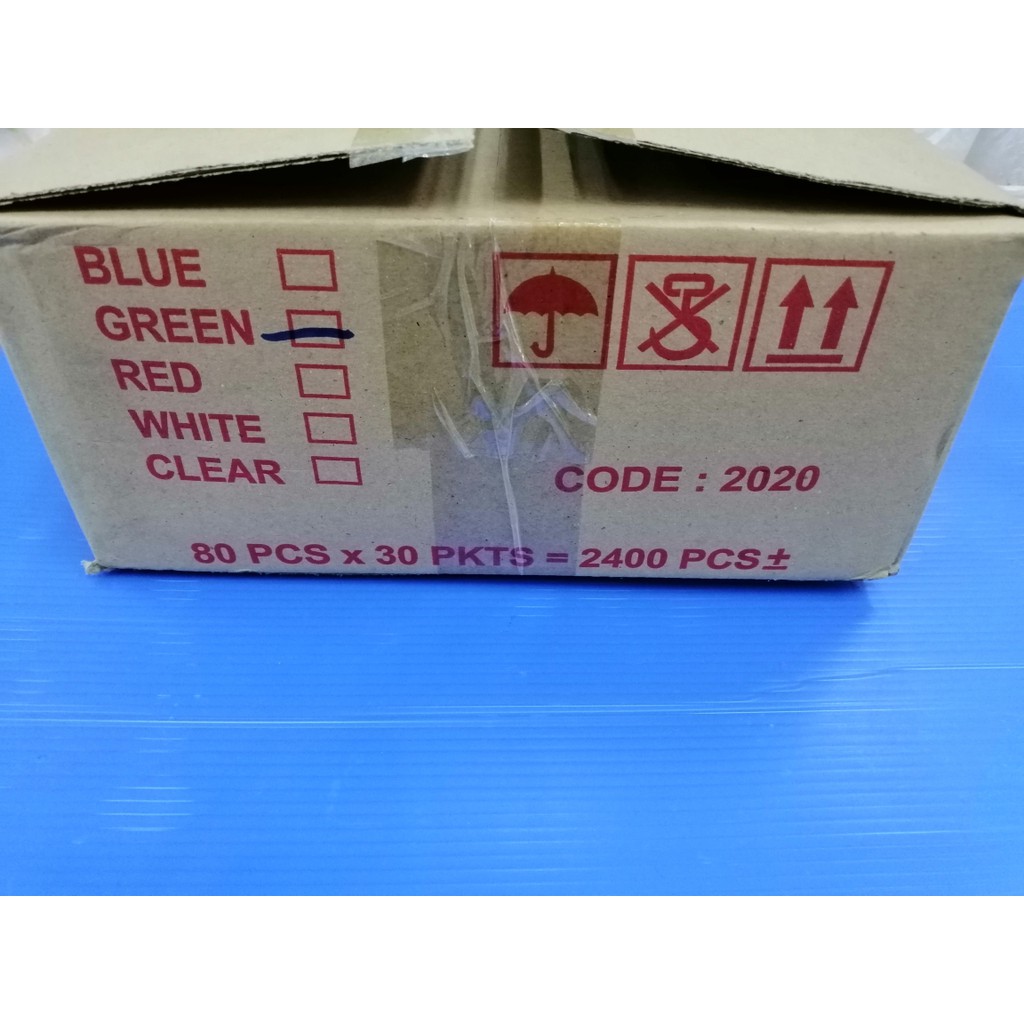 BLUE
GREEN
RED
WHITE
CLEAR
CODE : 2020
80 PCS x 30 PKTS = 2400 PCS±